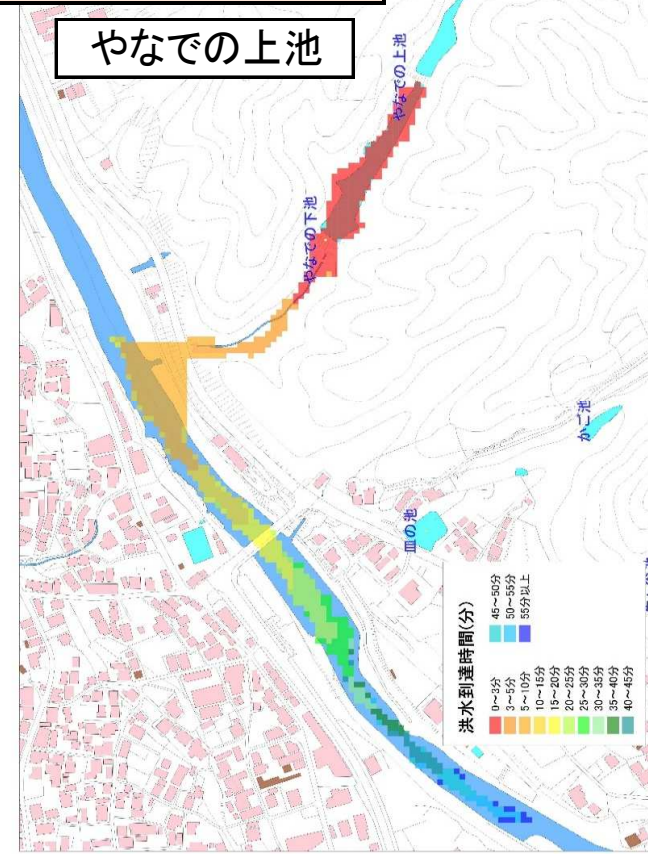 やなでの上池
やなでの上池
やなでの下池
かご池
皿の池
洪水到達時間(分)
0~3分
3~5分
5~10分
10~15分
15~20分
20~25分
25~30分
30~35分
35~40分
40~45分
45~50分
50~55分
55分以上